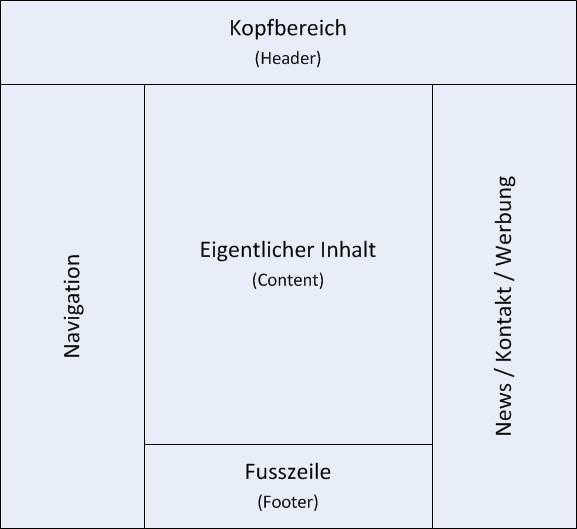 Kopfbereich
(Header)
Navigation
Eigentlicher Inhalt
(Content)
News / Kontakt / Werbung
Fusszeile
(Footer)